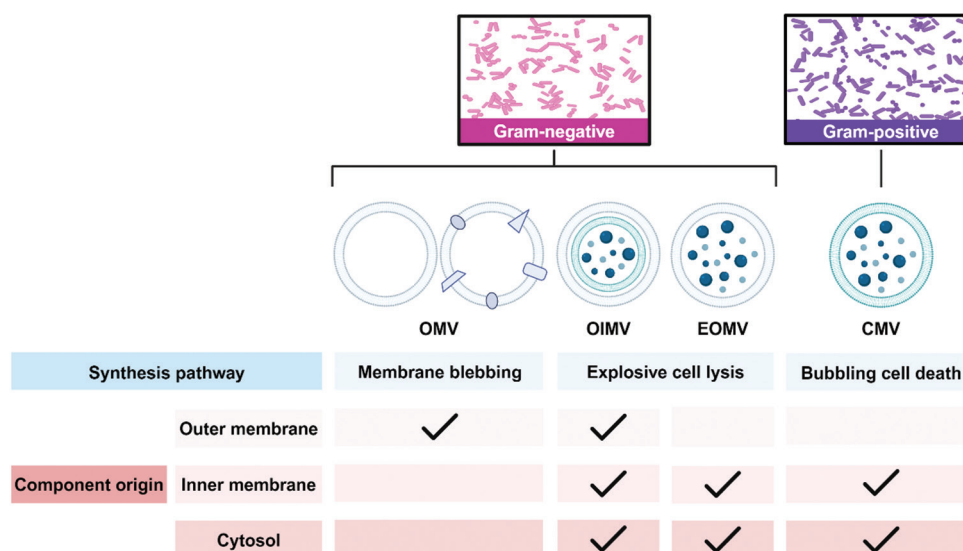 Gram-negative
Gram-positive
OMV
OIMV
EOMV
CMV
Synthesis pathway
Membrane blebbing
Explosive cell lysis
Bubbling cell death
Outer membrane
Component origin
Inner membrane
Cytosol